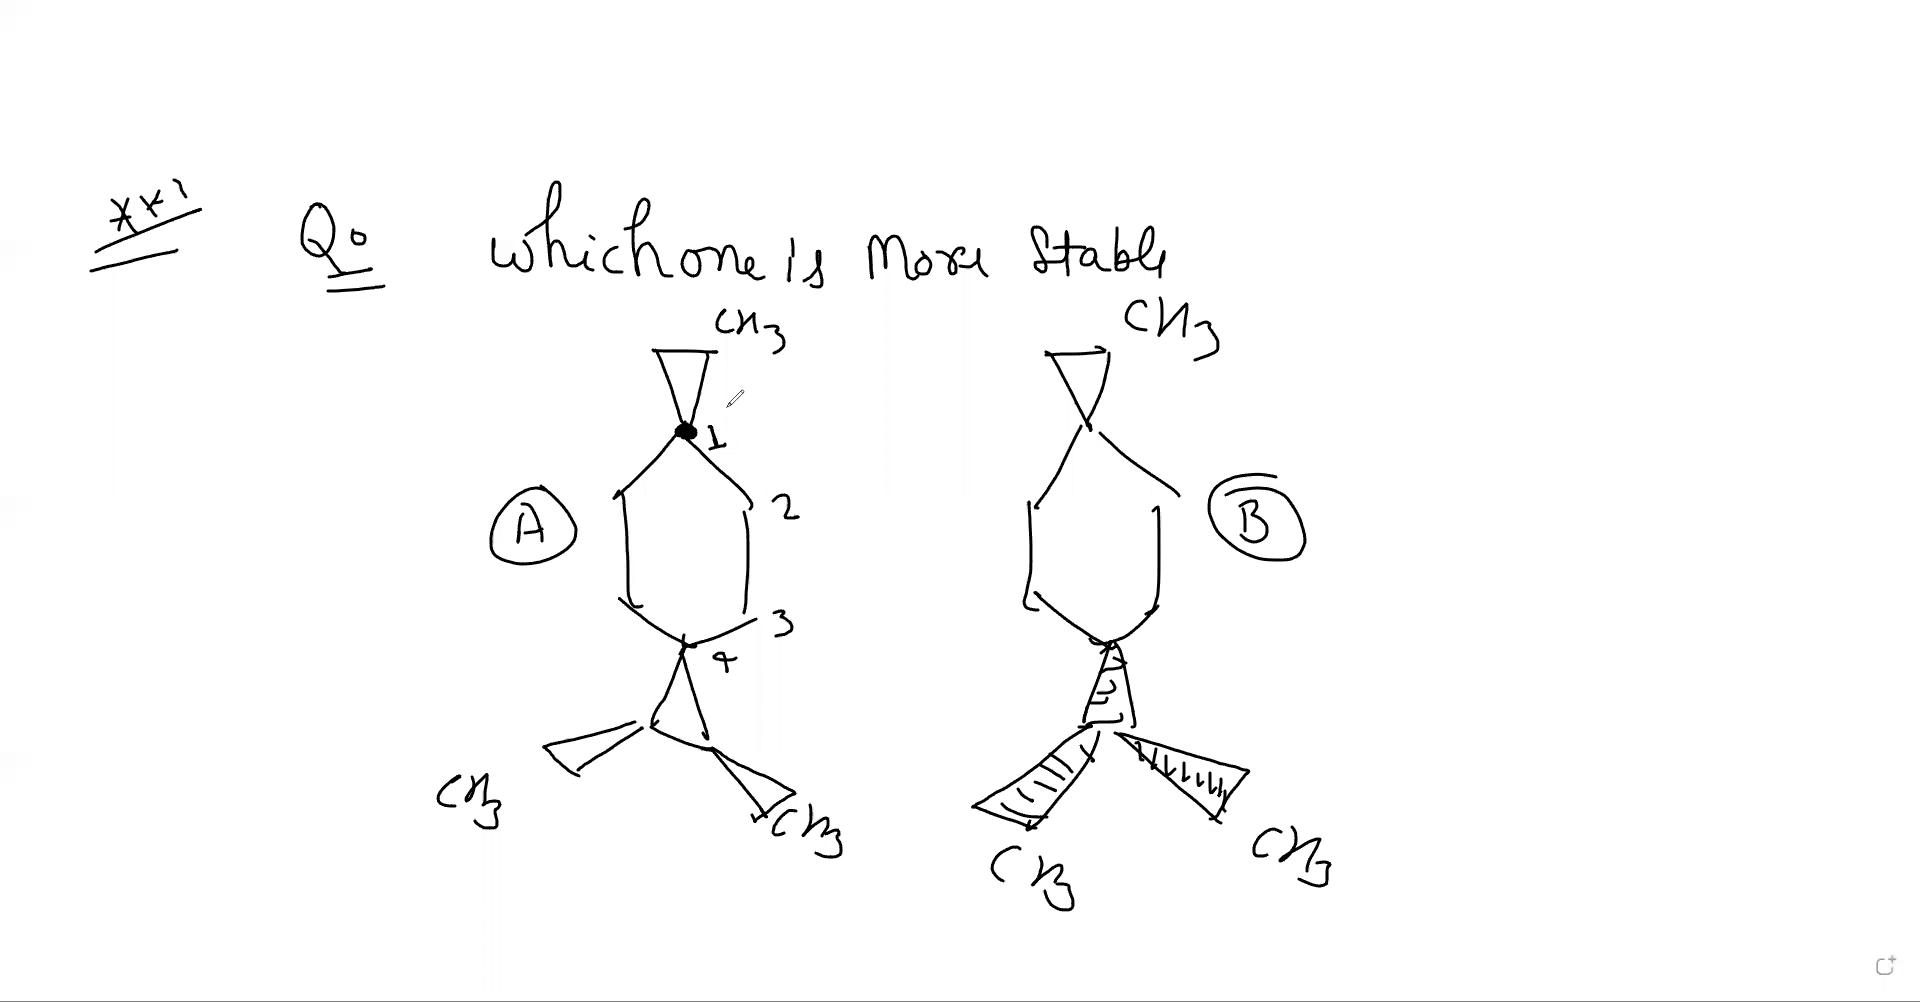 Q. which one is More Stable
CH3 CH3
1
A 2 B
3
4
CH3 CH3 CH3 CH3